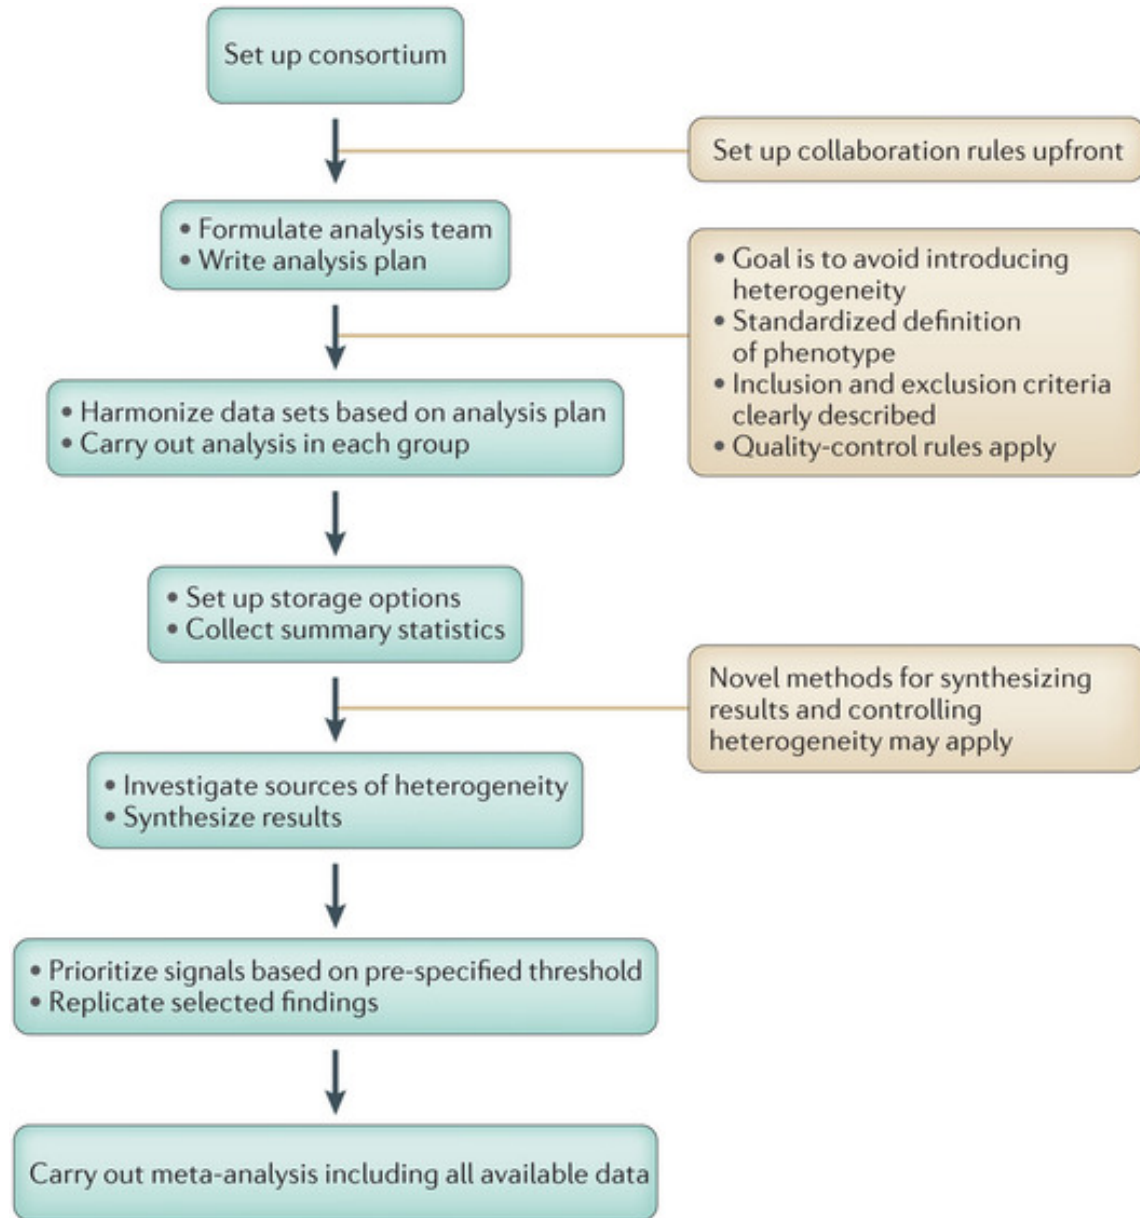 Set up consortium
Set up collaboration rules upfront
• Formulate analysis team
• Write analysis plan
• Goal is to avoid introducing
heterogeneity
• Standardized definition
of phenotype
• Inclusion and exclusion criteria
clearly described
• Quality-control rules apply
• Harmonize data sets based on analysis plan
• Carry out analysis in each group
• Set up storage options
• Collect summary statistics
Novel methods for synthesizing
results and controlling
heterogeneity may apply
• Investigate sources of heterogeneity
• Synthesize results
• Prioritize signals based on pre-specified threshold
• Replicate selected findings
Carry out meta-analysis including all available data